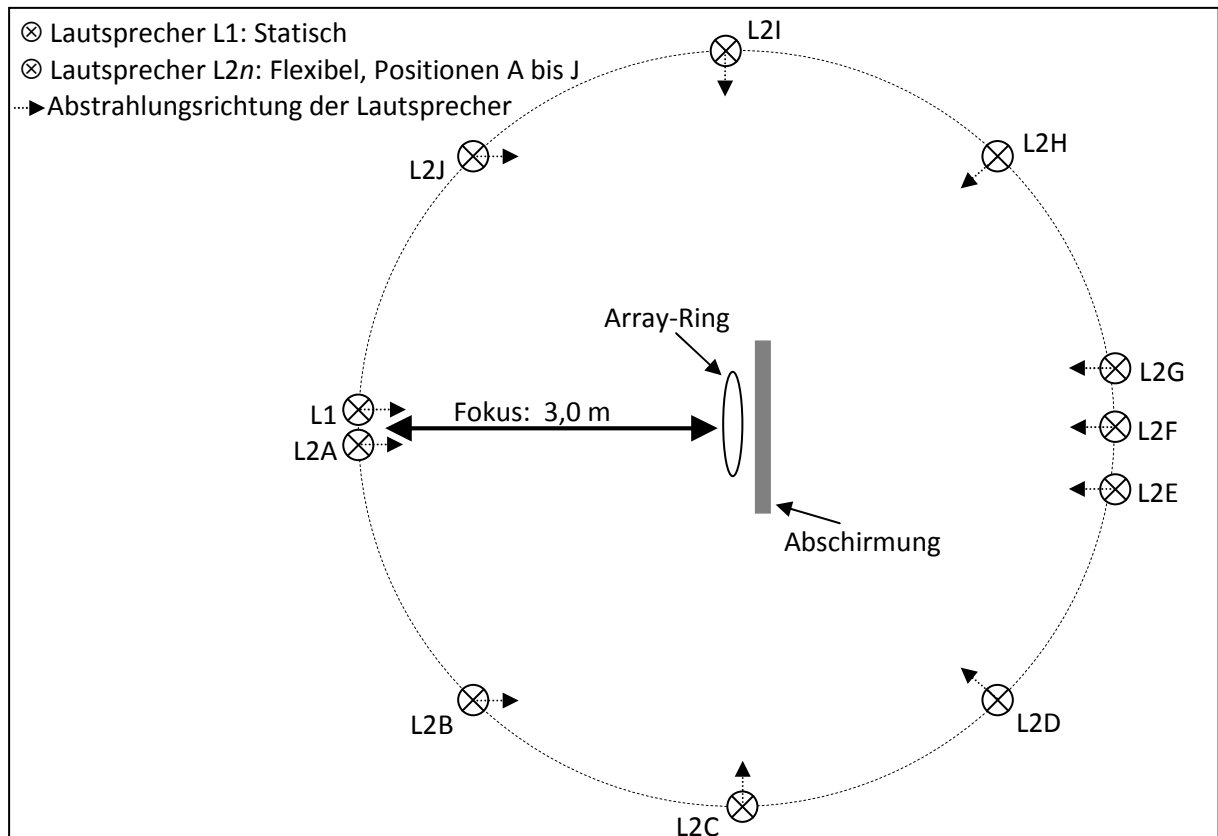 ⊗ Lautsprecher L1: Statisch
⊗ Lautsprecher L2n: Flexibel, Positionen A bis J
Abstrahlungsrichtung der Lautsprecher
L2I
L2H
L2J
Array-Ring
L2G
L1
Fokus: 3,0 m
L2F
L2A
L2E
Abschirmung
L2B
L2D
L2C